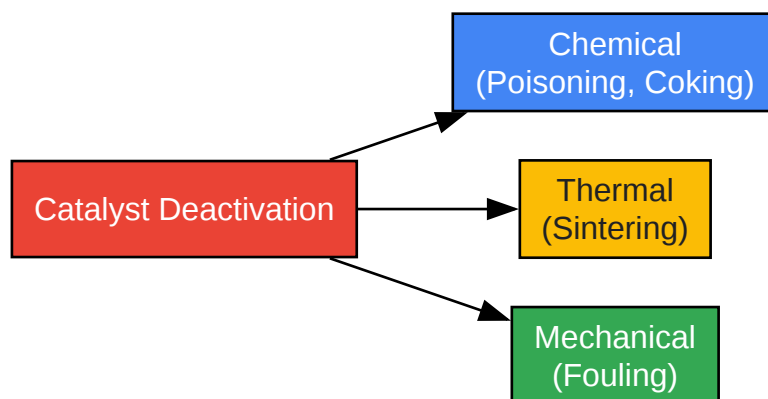 Chemical
(Poisoning, Coking)
Catalyst Deactivation
Thermal
(Sintering)
Mechanical
(Fouling)